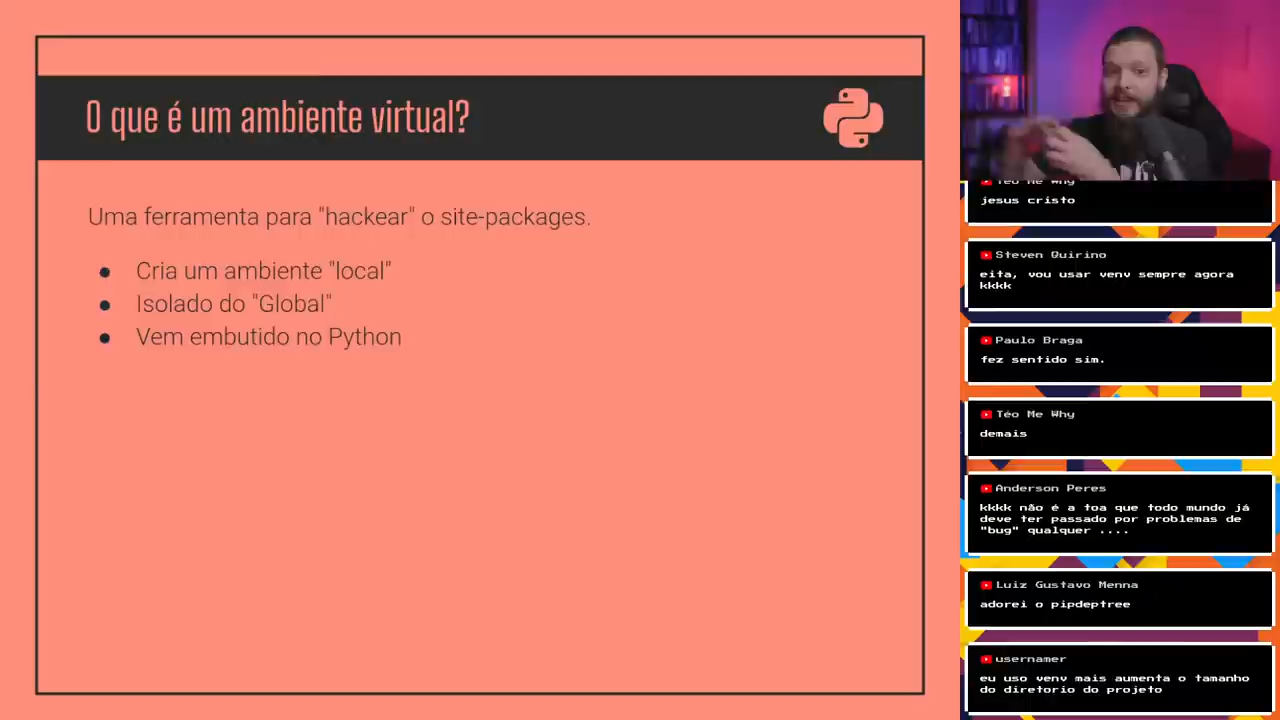 O que é um ambiente virtual?
Uma ferramenta para "hackear" o site-packages.
● Cria um ambiente "local"
● Isolado do "Global"
● Vem embutido no Python
Téo Me Why
jesus cristo
Steven Quirino
eita, vou usar venv sempre agora
kkkk
Paulo Braga
fez sentido sim.
Téo Me Why
demais
Anderson Peres
kkkk não é a toa que todo mundo já
deve ter passado por problemas de
"bug" qualquer ....
Luiz Gustavo Menna
adorei o pipdeptree
usernamer
eu uso venv mais aumenta o tamanho
do diretorio do projeto